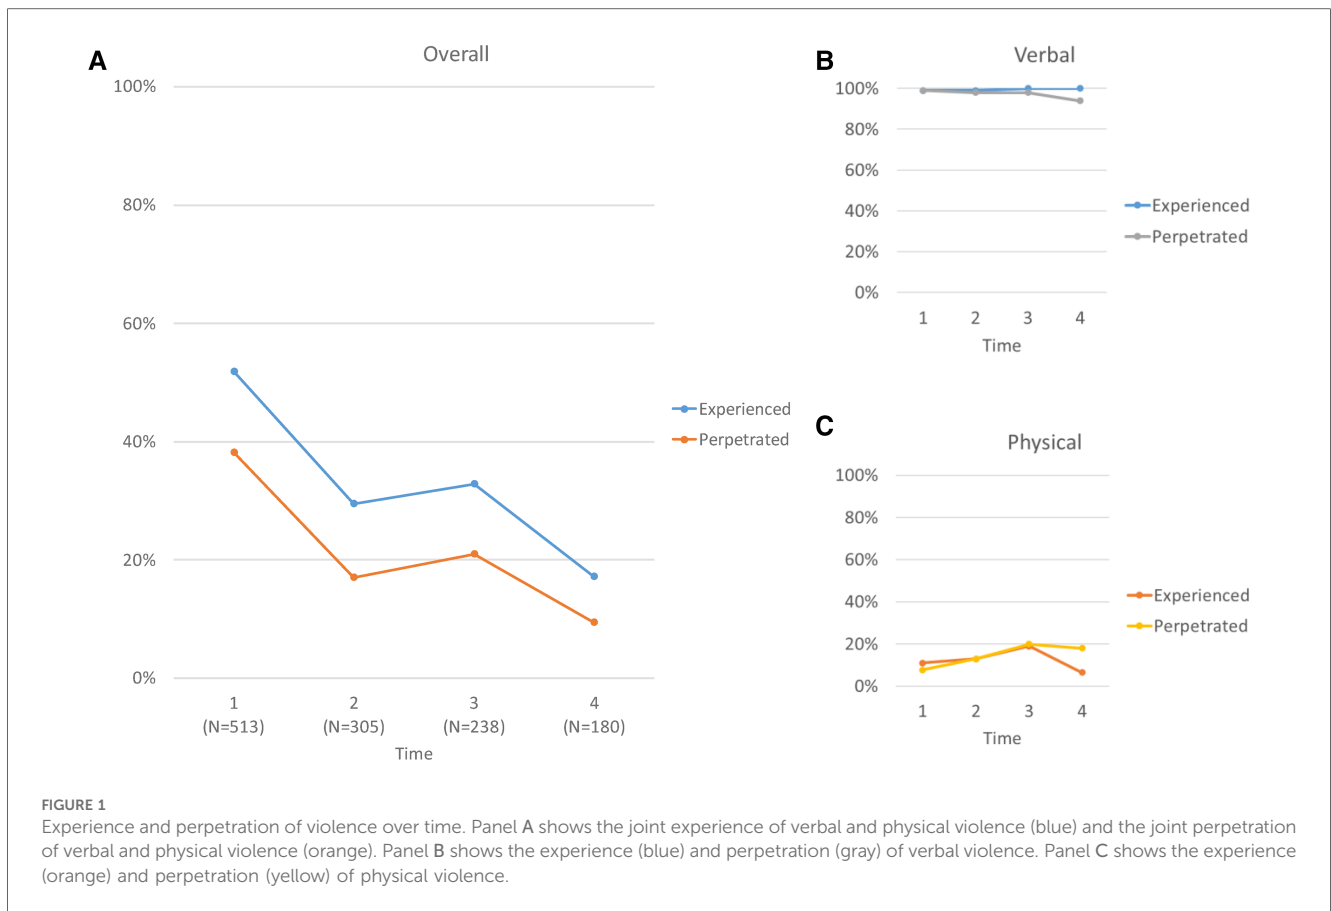 A
Overall
100%
80%
60%
40%
20%
0%
1
2
3
4
(N=513)
(N=305)
(N=238)
(N=180)
Time
Experienced
Perpetrated
B
Verbal
100%
80%
60%
40%
20%
0%
1
2
3
4
Time
Experienced
Perpetrated
C
Physical
100%
80%
60%
40%
20%
0%
1
2
3
4
Time
Experienced
Perpetrated
FIGURE 1
Experience and perpetration of violence over time. Panel A shows the joint experience of verbal and physical violence (blue) and the joint perpetration
of verbal and physical violence (orange). Panel B shows the experience (blue) and perpetration (gray) of verbal violence. Panel C shows the experience
(orange) and perpetration (yellow) of physical violence.